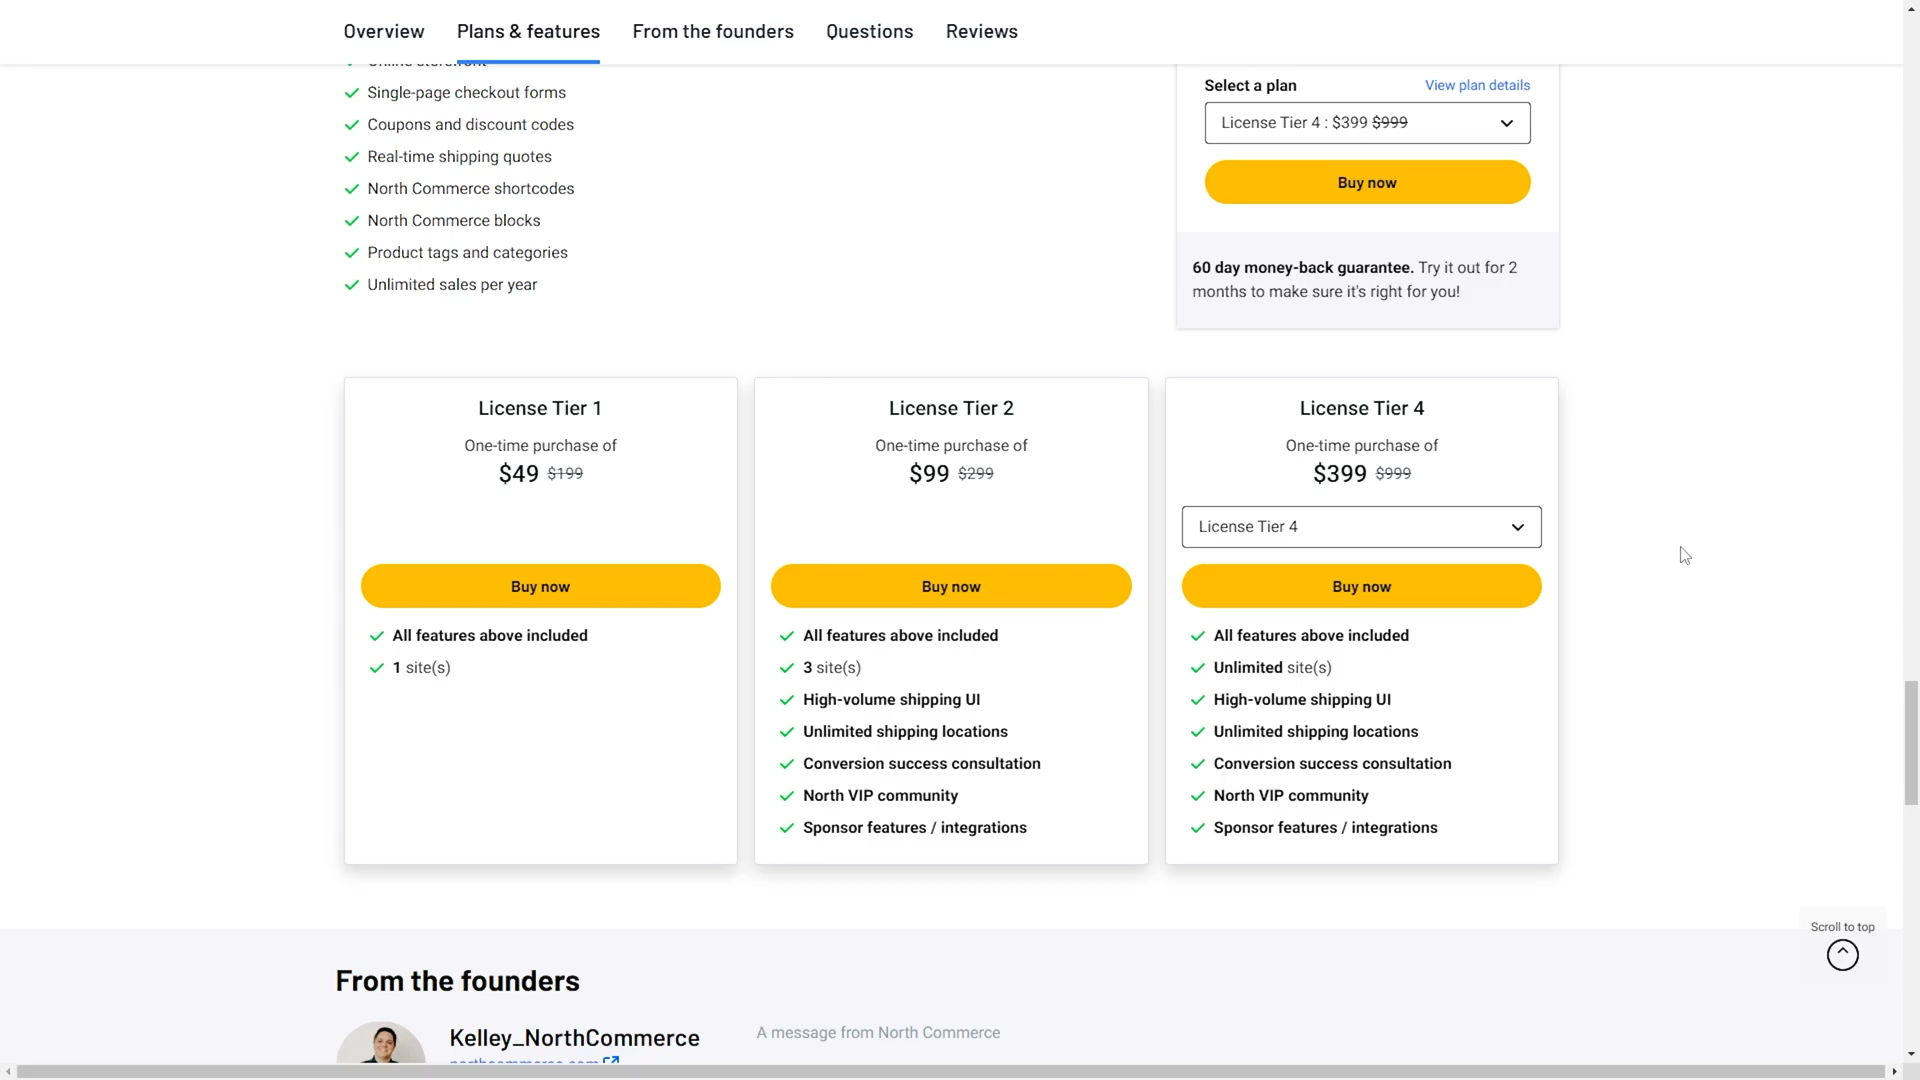 Overview Plans & features From the founders Questions Reviews
Single-page checkout forms
Coupons and discount codes
Real-time shipping quotes
North Commerce shortcodes
North Commerce blocks
Product tags and categories
Unlimited sales per year
Select a plan View plan details
License Tier 4 : $399 $999
Buy now
60 day money-back guarantee. Try it out for 2
months to make sure it's right for you!
License Tier 1
One-time purchase of
$49 $199
Buy now
All features above included
1 site(s)
License Tier 2
One-time purchase of
$99 $299
Buy now
All features above included
3 site(s)
High-volume shipping UI
Unlimited shipping locations
Conversion success consultation
North VIP community
Sponsor features / integrations
License Tier 4
One-time purchase of
$399 $999
License Tier 4
Buy now
All features above included
Unlimited site(s)
High-volume shipping UI
Unlimited shipping locations
Conversion success consultation
North VIP community
Sponsor features / integrations
Scroll to top
From the founders
Kelley_NorthCommerce
A message from North Commerce